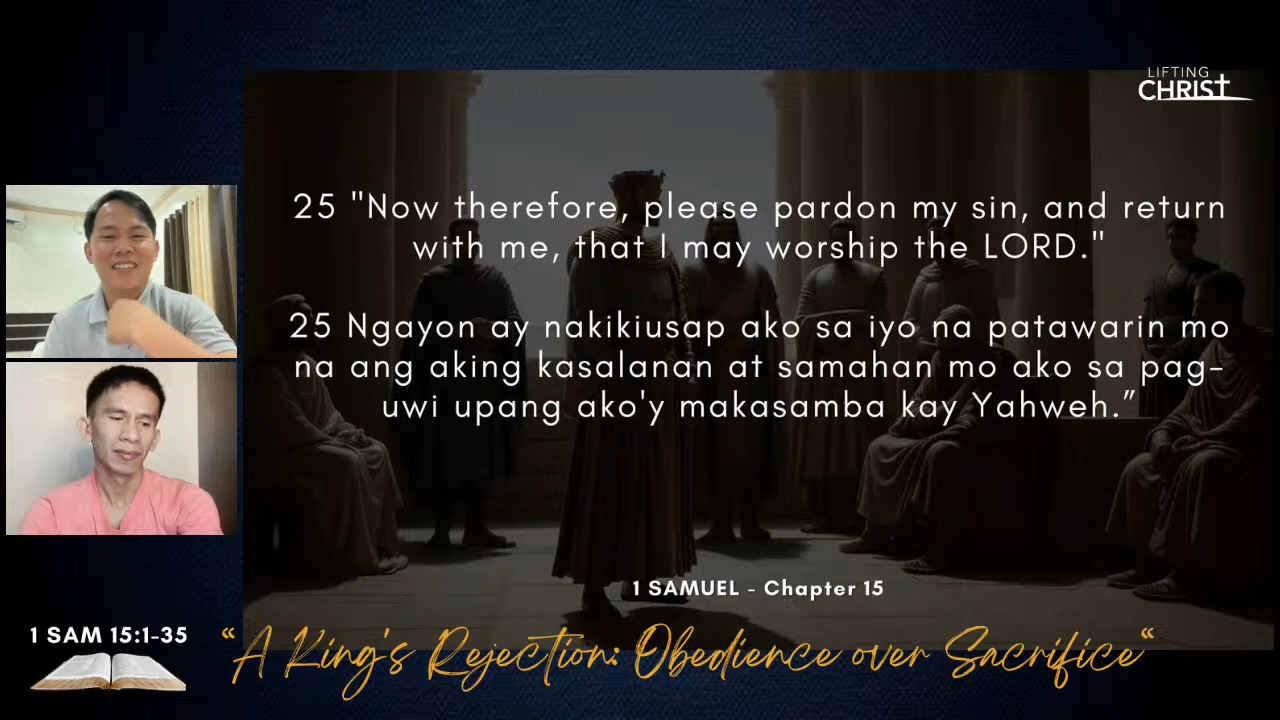 LIFTING
CHRIST
25 "Now therefore, please pardon my sin, and return
with me, that I may worship the LORD."
25 Ngayon ay nakikiusap ako sa iyo na patawarin mo
na ang aking kasalanan at samahan mo ako sa pag-
uwi upang ako'y makasamba kay Yahweh.”
1 SAMUEL - Chapter 15
1 SAM 15:1-35
“A King's Rejection: Obedience over Sacrifice“